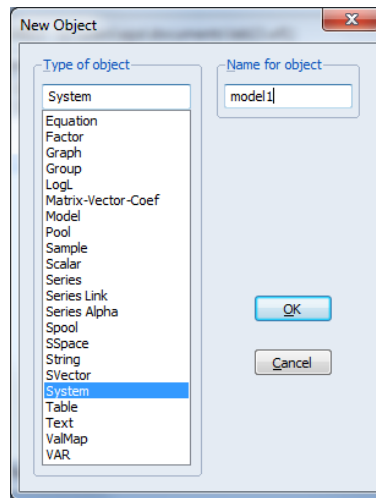 New Object
Type of object
System
Equation
Factor
Graph
Group
LogL
Matrix-Vector-Coef
Model
Pool
Sample
Scalar
Series
Series Link
Series Alpha
Spool
SSpace
String
SVector
System
Table
Text
ValMap
VAR
Name for object
model1
OK
Cancel